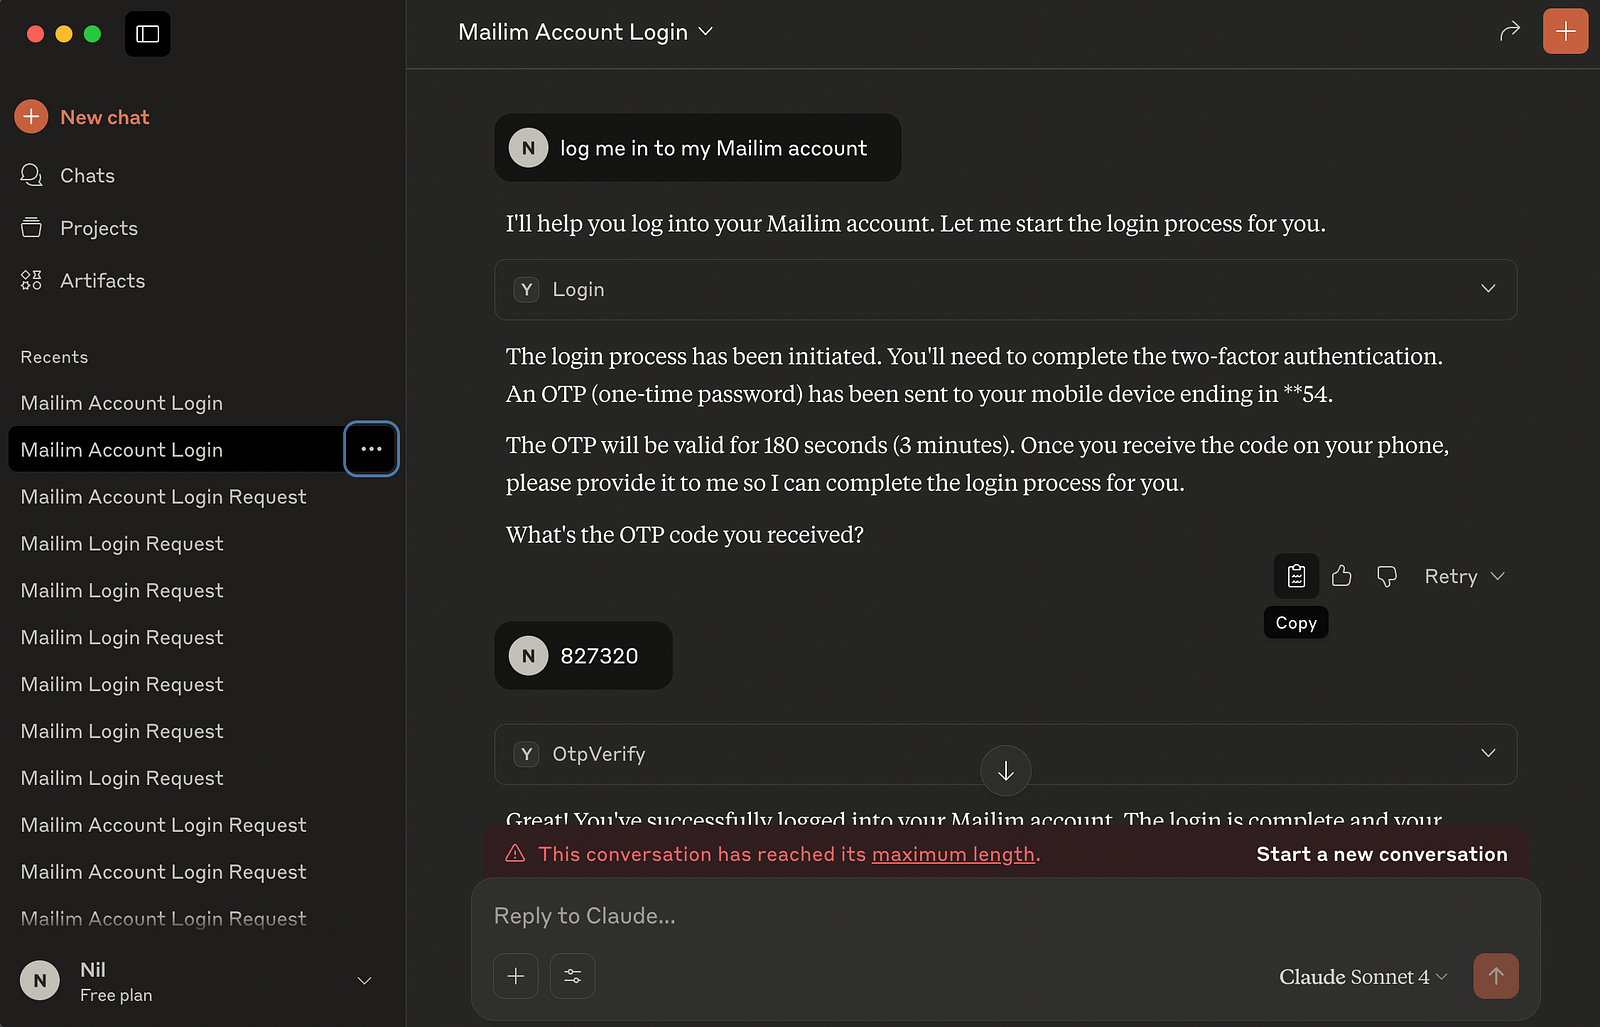 Mailim Account Login
New chat
Chats
Projects
Artifacts
Recents
Mailim Account Login
Mailim Account Login
Mailim Account Login Request
Mailim Login Request
Mailim Login Request
Mailim Login Request
Mailim Login Request
Mailim Login Request
Mailim Login Request
Mailim Account Login Request
Mailim Account Login Request
Mailim Account Login Request
N
Nil
Free plan
N
log me in to my Mailim account
I'll help you log into your Mailim account. Let me start the login process for you.
Y Login
The login process has been initiated. You'll need to complete the two-factor authentication.
An OTP (one-time password) has been sent to your mobile device ending in **54.
The OTP will be valid for 180 seconds (3 minutes). Once you receive the code on your phone,
please provide it to me so I can complete the login process for you.
What's the OTP code you received?
Retry
Copy
N
827320
Y OtpVerify
Great! You've successfully logged into your Mailim account. The login is complete and your
This conversation has reached its maximum length.
Start a new conversation
Reply to Claude...
Claude Sonnet 4